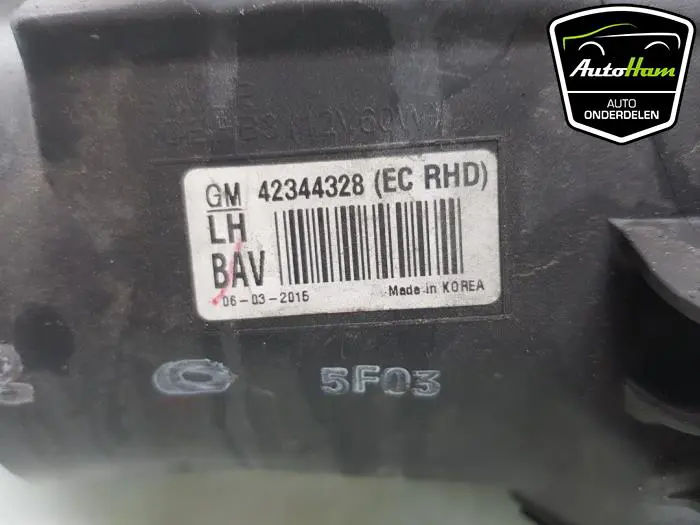 AutoHam
AUTO
ONDERDELEN
GM 42344328 (EC RHD)
LH
BAV
06-03-2015 Made in KOREA
5F03